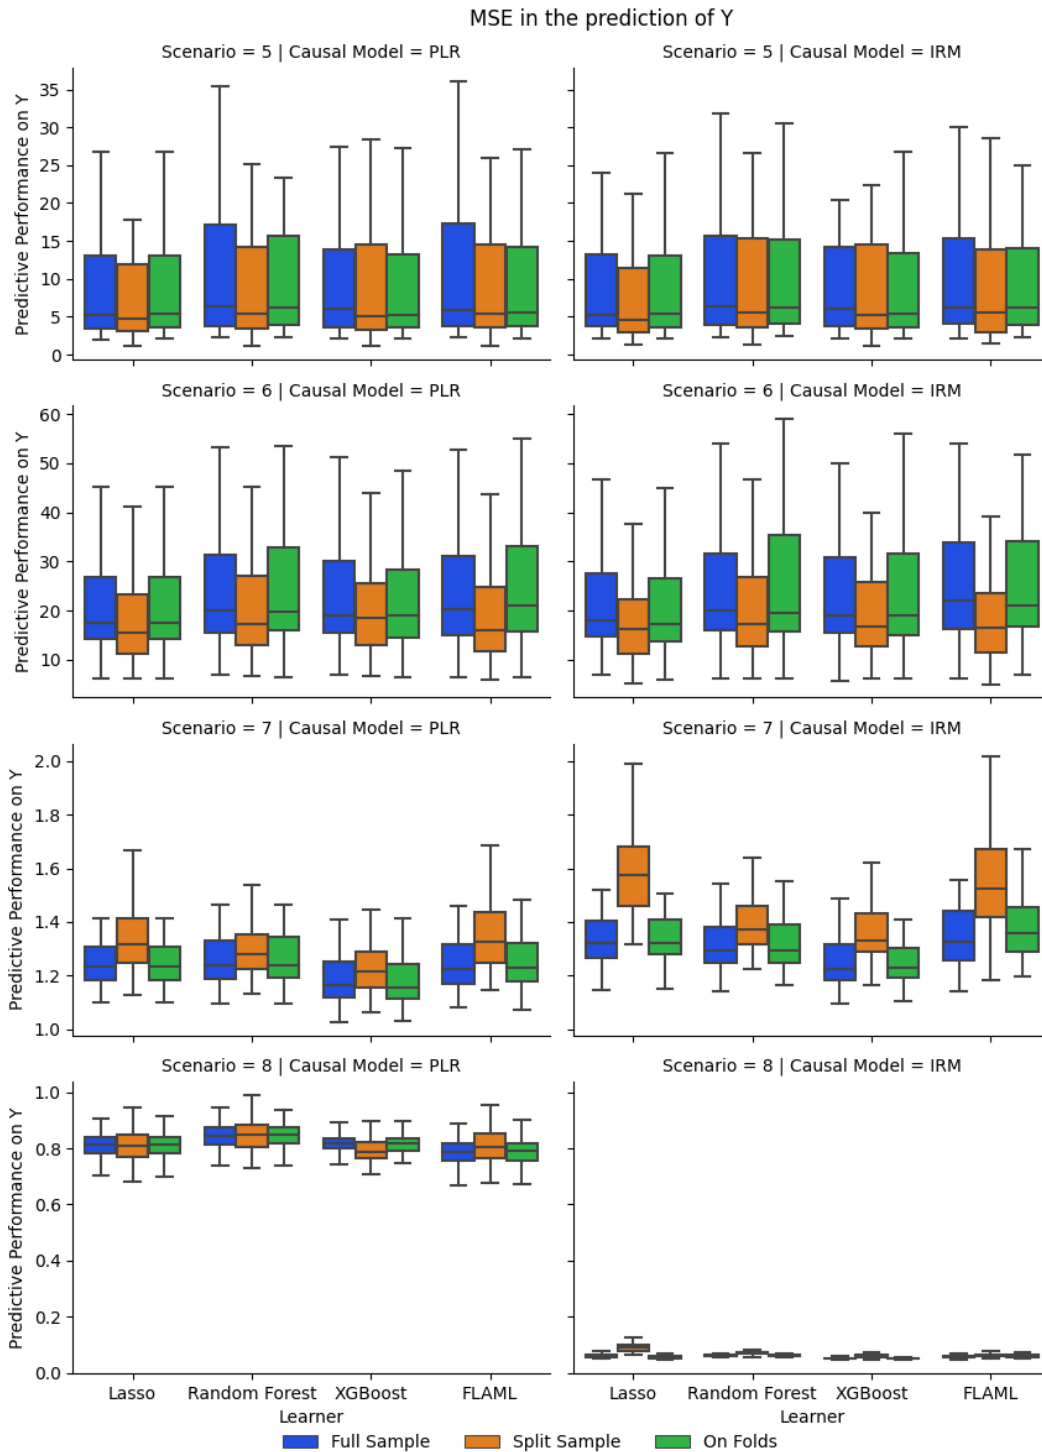 MSE in the prediction of Y
Scenario = 5 | Causal Model = PLR
Scenario = 5 | Causal Model = IRM
Predictive Performance on Y
35
30
25
20
15
10
5
0
Scenario = 6 | Causal Model = PLR
Scenario = 6 | Causal Model = IRM
Predictive Performance on Y
60
50
40
30
20
10
Scenario = 7 | Causal Model = PLR
Scenario = 7 | Causal Model = IRM
Predictive Performance on Y
2.0
1.8
1.6
1.4
1.2
1.0
Scenario = 8 | Causal Model = PLR
Scenario = 8 | Causal Model = IRM
Predictive Performance on Y
1.0
0.8
0.6
0.4
0.2
0.0
Lasso Random Forest XGBoost FLAML
Learner
Lasso Random Forest XGBoost FLAML
Learner
Full Sample Split Sample On Folds